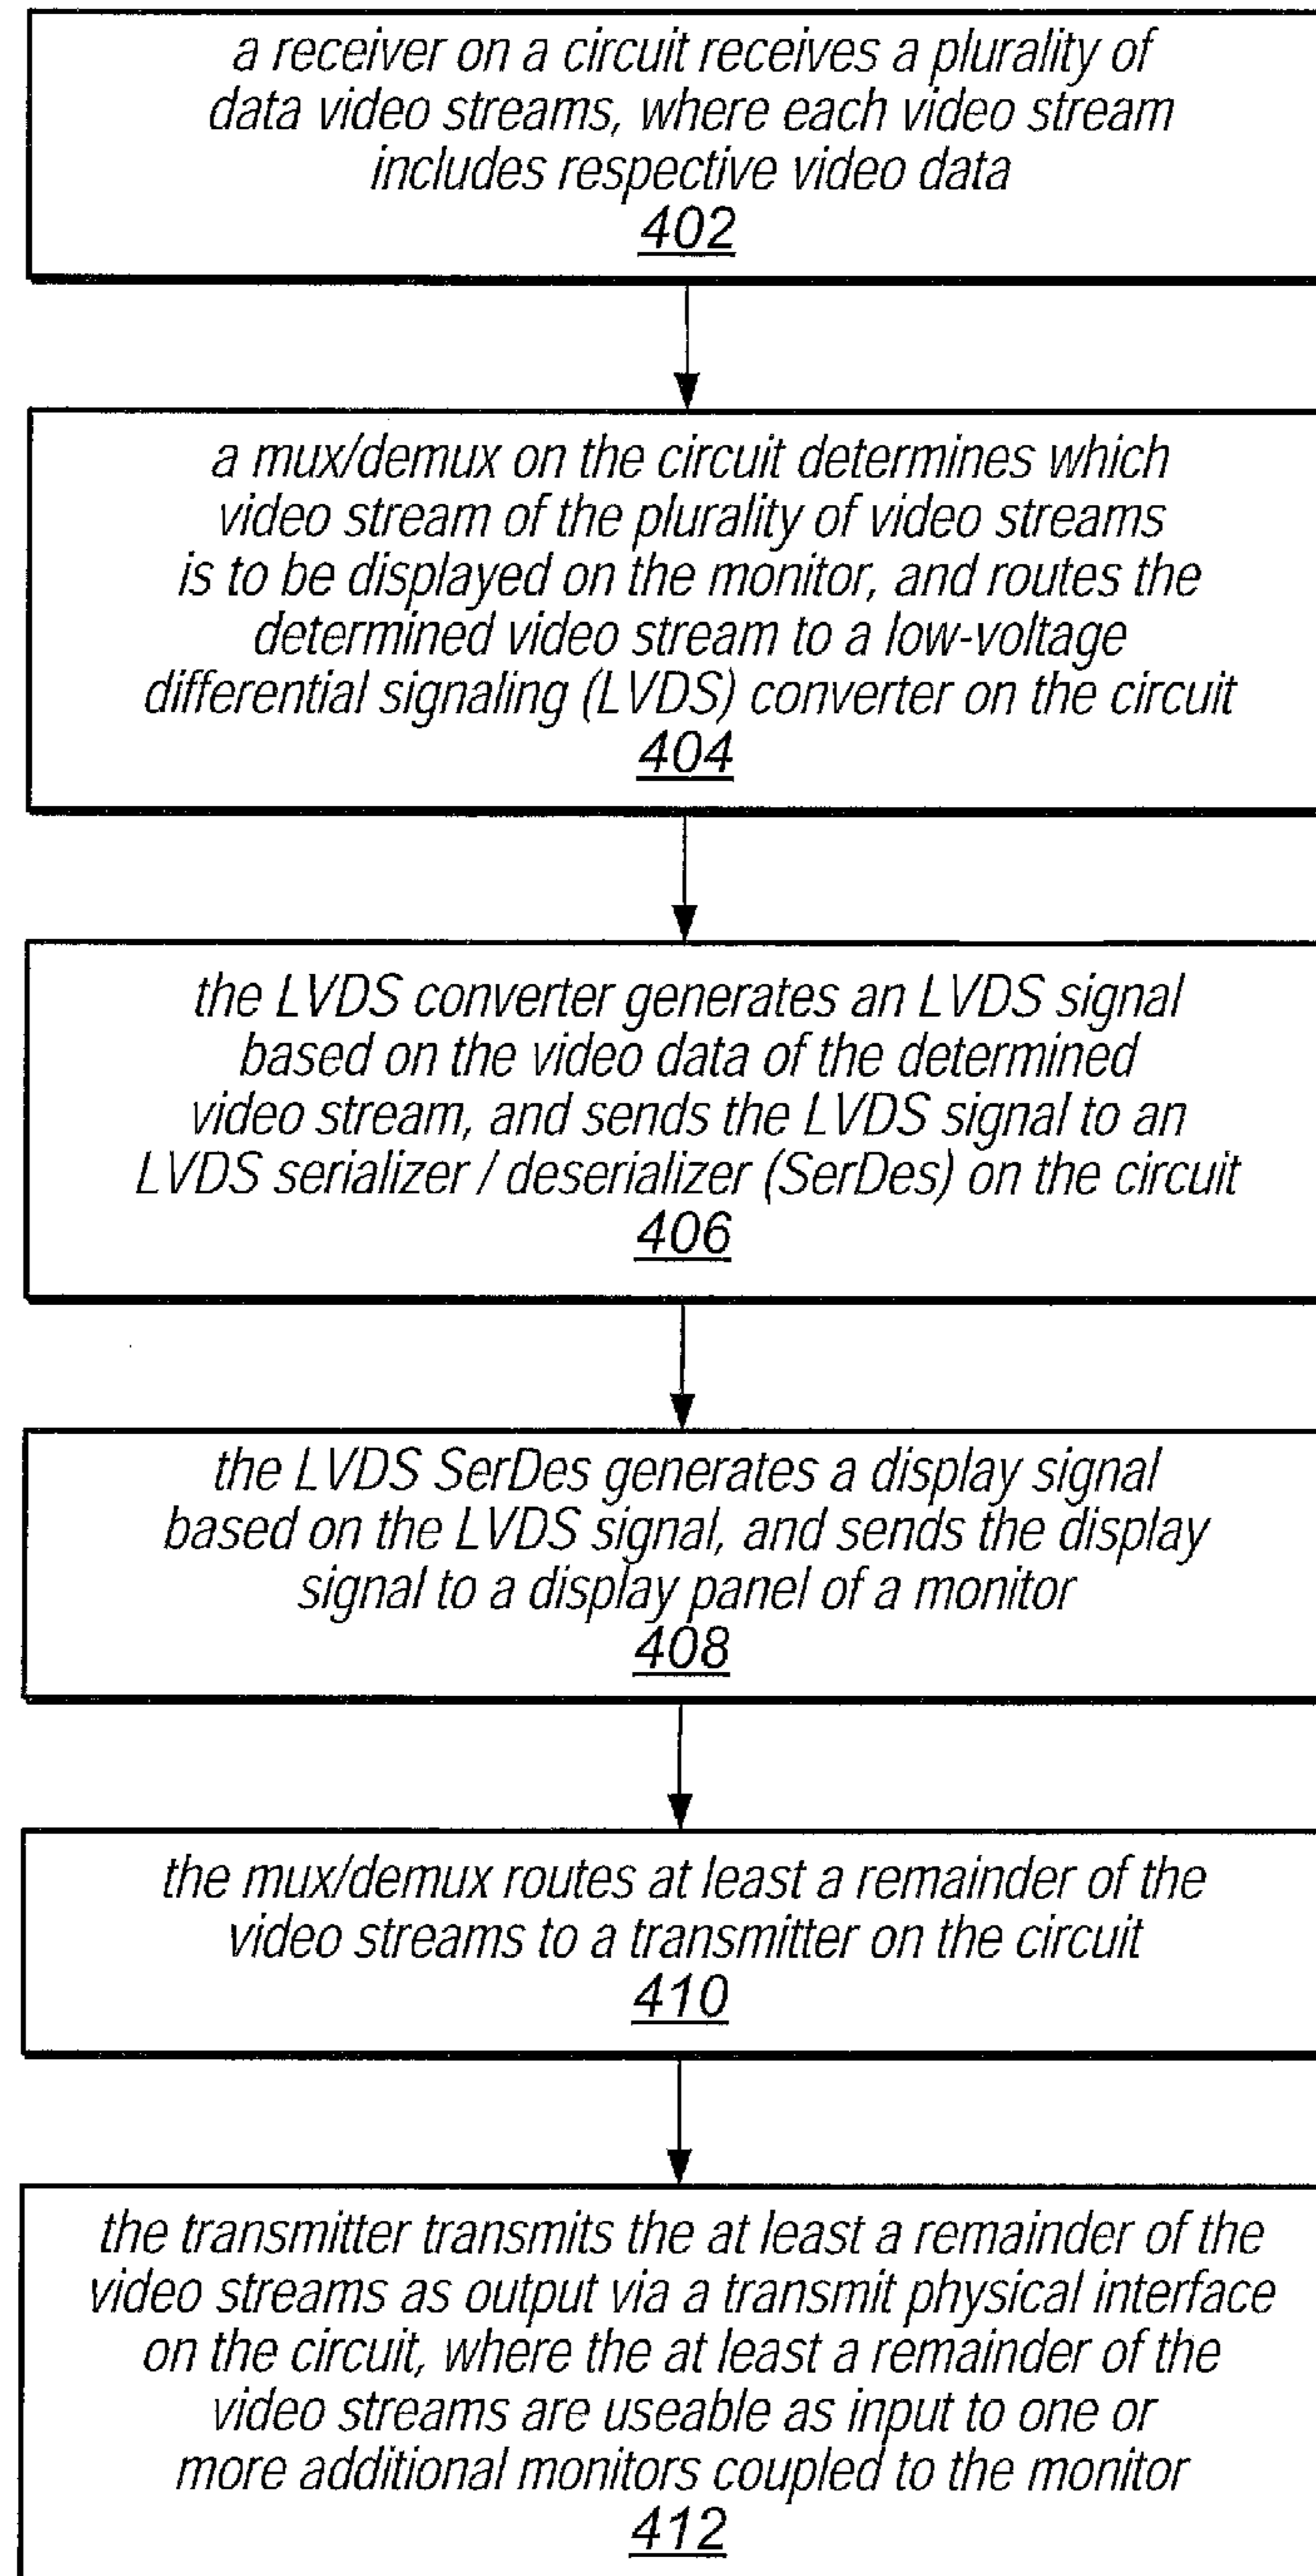 a receiver on a circuit receives a plurality of
data video streams, where each video stream
includes respective video data
402
a mux/demux on the circuit determines which
video stream of the plurality of video streams
is to be displayed on the monitor, and routes the
determined video stream to a low-voltage
differential signaling (LVDS) converter on the circuit
404
the LVDS converter generates an LVDS signal
based on the video data of the determined
video stream, and sends the LVDS signal to an
LVDS serializer / deserializer (SerDes) on the circuit
406
the LVDS SerDes generates a display signal
based on the LVDS signal, and sends the display
signal to a display panel of a monitor
408
the mux/demux routes at least a remainder of the
video streams to a transmitter on the circuit
410
the transmitter transmits the at least a remainder of the
video streams as output via a transmit physical interface
on the circuit, where the at least a remainder of the
video streams are useable as input to one or
more additional monitors coupled to the monitor
412